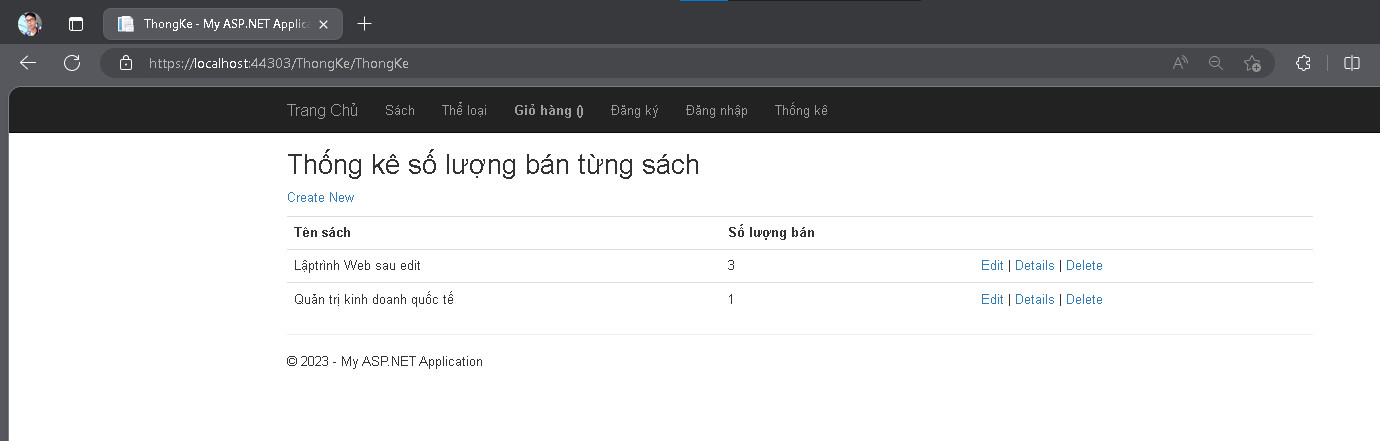 ThongKe - My ASP.NET Applic
https://localhost:44303/ThongKe/ThongKe
Trang Chủ Sách Thể loại Giỏ hàng () Đăng ký Đăng nhập Thống kê
Thống kê số lượng bán từng sách
Create New
Tên sách Số lượng bán
Lậptrình Web sau edit 3 Edit | Details | Delete
Quản trị kinh doanh quốc tế 1 Edit | Details | Delete
© 2023 - My ASP.NET Application